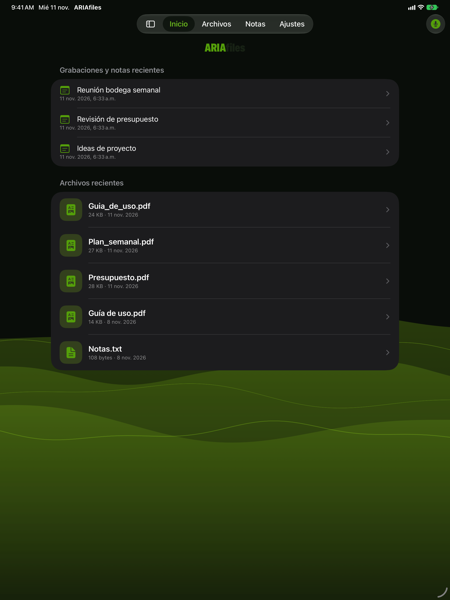 9:41 AM Mié 11 nov. ARIAfiles
Inicio Archivos Notas Ajustes
ARIAfiles
Grabaciones y notas recientes
Reunión bodega semanal
11 nov. 2026, 6:33 a.m.
Revisión de presupuesto
11 nov. 2026, 6:33 a.m.
Ideas de proyecto
11 nov. 2026, 6:33 a.m.
Archivos recientes
Guia_de_uso.pdf
24 KB · 11 nov. 2026
Plan_semanal.pdf
27 KB · 11 nov. 2026
Presupuesto.pdf
28 KB · 11 nov. 2026
Guía de uso.pdf
14 KB · 8 nov. 2026
Notas.txt
108 bytes · 8 nov. 2026